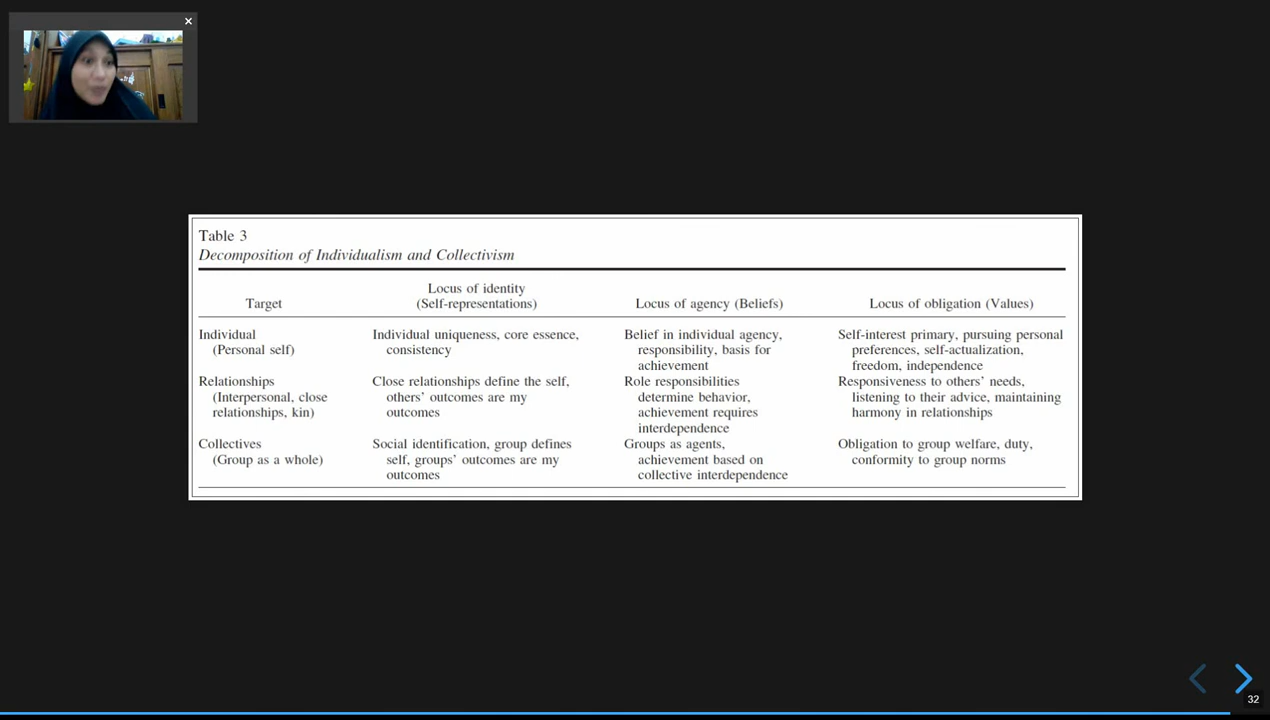 Table 3
Decomposition of Individualism and Collectivism
Target
Locus of identity
(Self-representations)
Locus of agency (Beliefs)
Locus of obligation (Values)
Individual
(Personal self)
Individual uniqueness, core essence,
consistency
Belief in individual agency,
responsibility, basis for
achievement
Self-interest primary, pursuing personal
preferences, self-actualization,
freedom, independence
Relationships
(Interpersonal, close
relationships, kin)
Close relationships define the self,
others' outcomes are my
outcomes
Role responsibilities
determine behavior,
achievement requires
interdependence
Responsiveness to others' needs,
listening to their advice, maintaining
harmony in relationships
Collectives
(Group as a whole)
Social identification, group defines
self, groups' outcomes are my
outcomes
Groups as agents,
achievement based on
collective interdependence
Obligation to group welfare, duty,
conformity to group norms
32